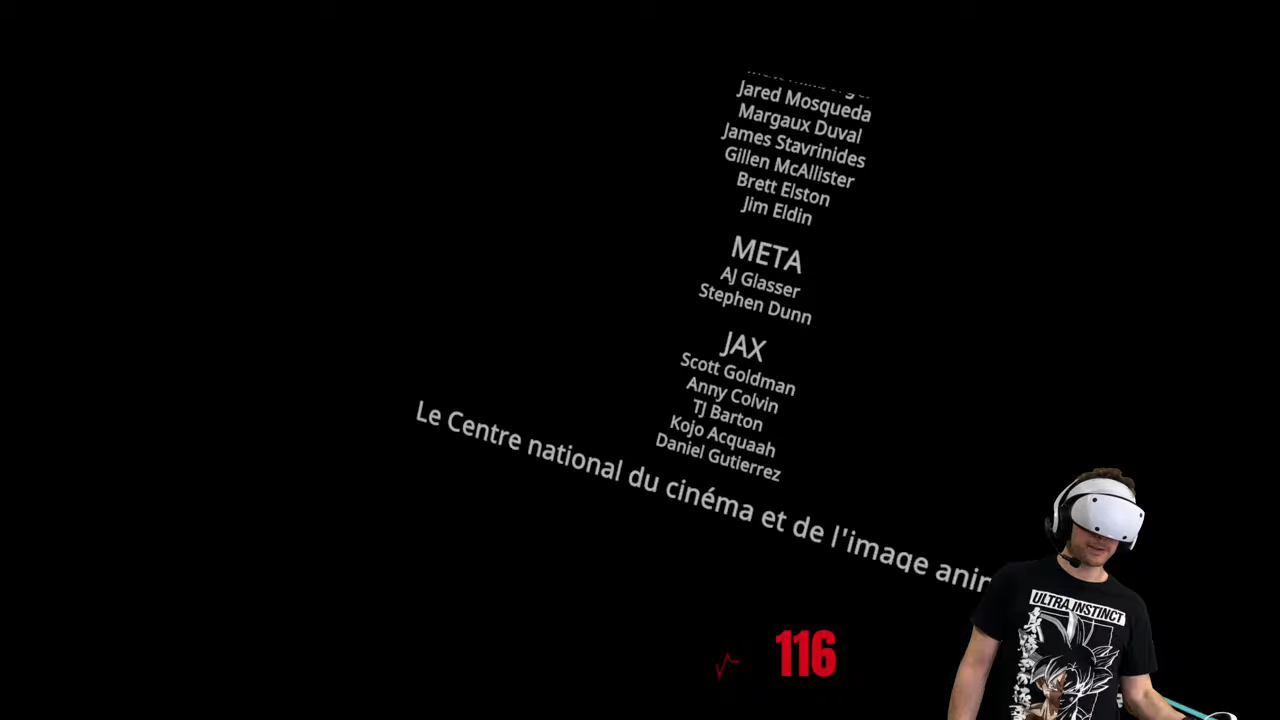 Jared Mosqueda
Margaux Duval
James Stavrinides
Gillen McAllister
Brett Elston
Jim Eldin
META
AJ Glasser
Stephen Dunn
JAX
Scott Goldman
Anny Colvin
TJ Barton
Kojo Acquaah
Daniel Gutierrez
Le Centre national du cinéma et de l'image
116
ULTRA INSTINCT